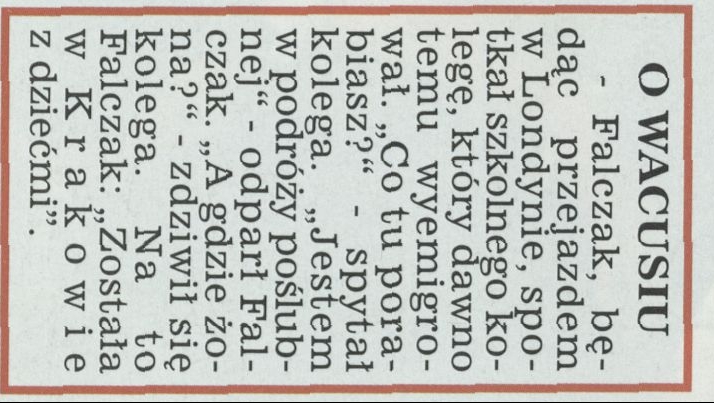 O WACUSIU
- Falczak, bę-
dąc przejazdem
w Londynie, spo-
tkał szkolnego ko-
legę, który dawno
temu wyemigro-
wał. „Co tu pora-
biasz?“ - spytał
kolega. „Jestem
w podróży poślub-
nej“ - odparł Fal-
czak. „A gdzie żo-
na?“ - zdziwił się
kolega. Na to
Falczak: „Została
w Krakowie
z dziećmi”.